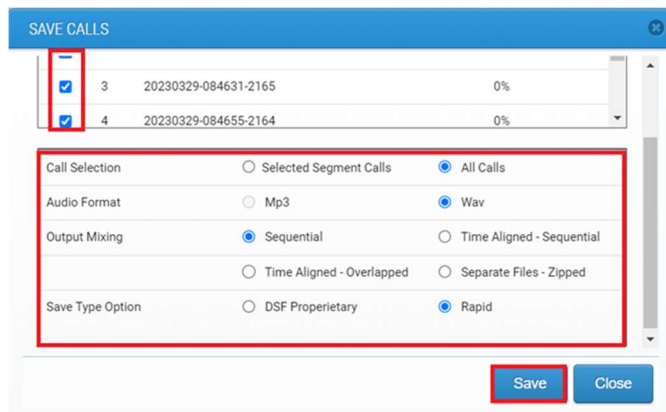 SAVE CALLS
3 20230329-084631-2165 0%
4 20230329-084655-2164 0%
Call Selection Selected Segment Calls All Calls
Audio Format Mp3 Wav
Output Mixing Sequential Time Aligned - Sequential
Time Aligned - Overlapped Separate Files - Zipped
Save Type Option DSF Properietary Rapid
Save Close